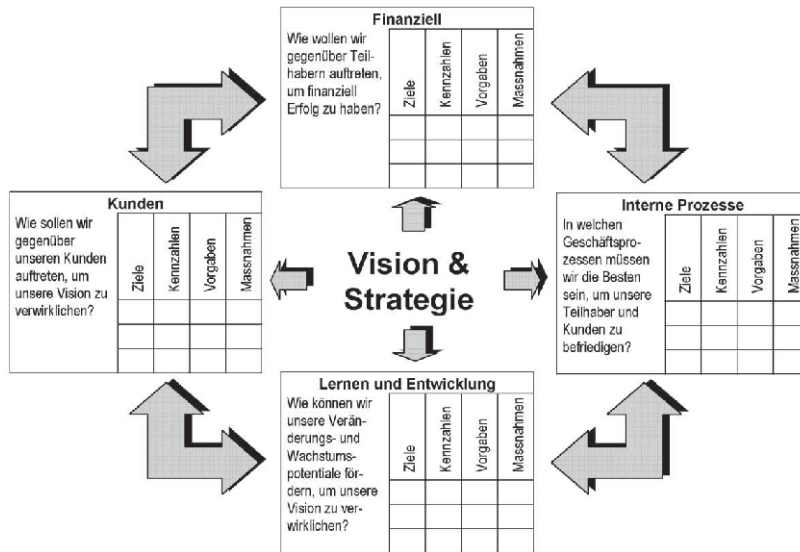 Finanziell
Wie wollen wir
gegenüber Teil-
habern auftreten,
um finanziell
Erfolg zu haben?
Ziele
Kennzahlen
Vorgaben
Massnahmen
Kunden
Wie sollen wir
gegenüber
unseren Kunden
auftreten, um
unsere Vision zu
verwirklichen?
Ziele
Kennzahlen
Vorgaben
Massnahmen
Vision &
Strategie
Interne Prozesse
In welchen
Geschäftspro-
zessen müssen
wir die Besten
sein, um unsere
Teilhaber und
Kunden zu
befriedigen?
Ziele
Kennzahlen
Vorgaben
Massnahmen
Lernen und Entwicklung
Wie können wir
unsere Verän-
derungs- und
Wachstums-
potentiale för-
dern, um unsere
Vision zu ver-
wirklichen?
Ziele
Kennzahlen
Vorgaben
Massnahmen